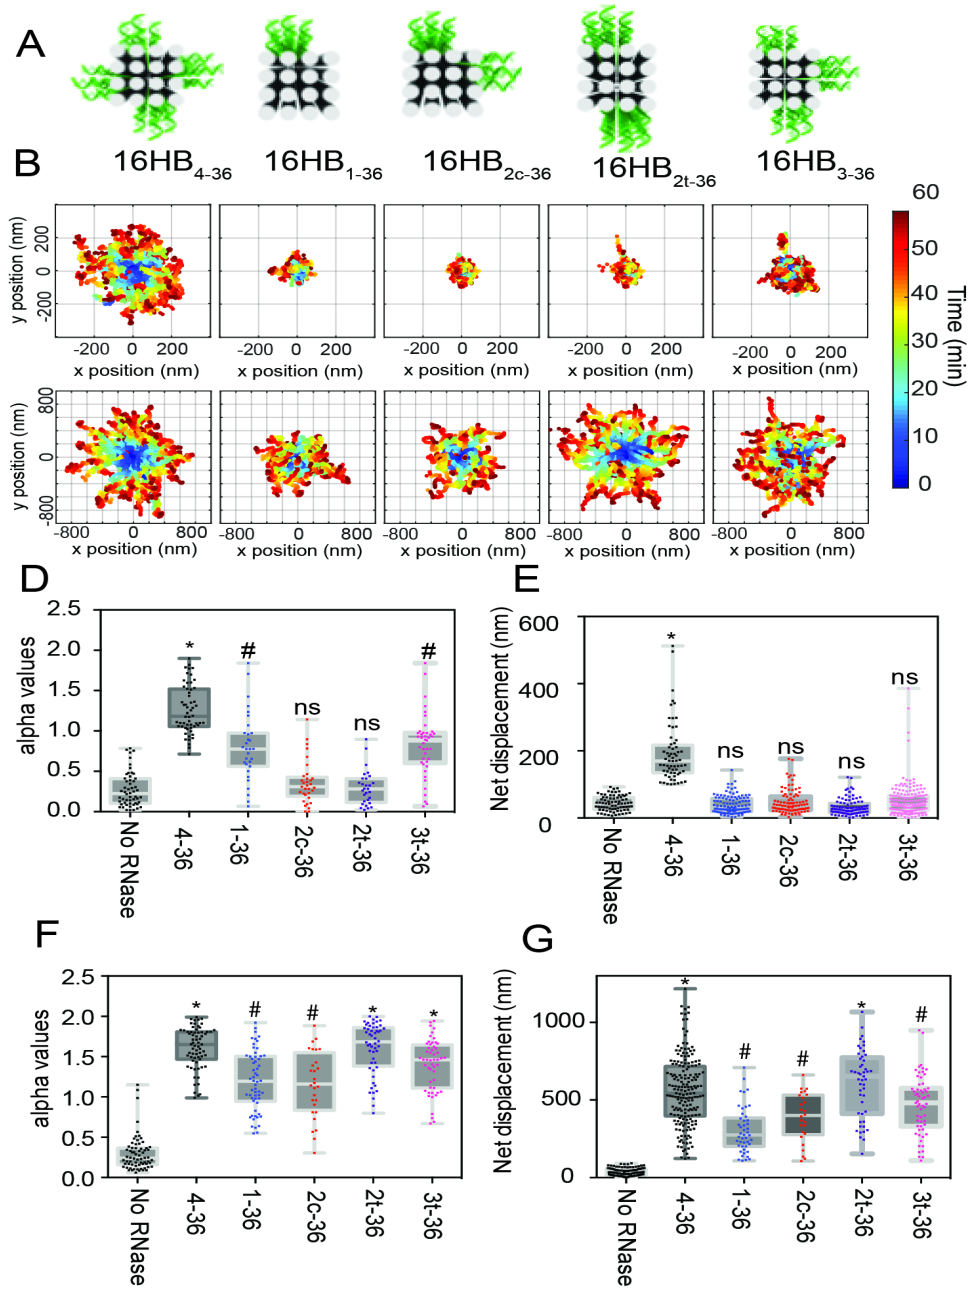 A
16HB4-36 16HB1-36 16HB2c-36 16HB2t-36 16HB3-36
B
y position (nm)
200
0
-200
-200 0 200 -200 0 200 -200 0 200 -200 0 200 -200 0 200
x position (nm) x position (nm) x position (nm) x position (nm) x position (nm)
y position (nm)
800
0
-800
-800 0 800 -800 0 800 -800 0 800 -800 0 800 -800 0 800
x position (nm) x position (nm) x position (nm) x position (nm) x position (nm)
60
50
40
30
20
10
0
Time (min)
D
alpha values
2.5
2.0
1.5
1.0
0.5
0.0
* # ns ns #
No RNase 4-36 1-36 2c-36 2t-36 3t-36
E
Net displacement (nm)
600
400
200
0
* ns ns ns ns
No RNase 4-36 1-36 2c-36 2t-36 3t-36
F
alpha values
2.5
2.0
1.5
1.0
0.5
0.0
* # # * *
No RNase 4-36 1-36 2c-36 2t-36 3t-36
G
Net displacement (nm)
1000
500
0
* # # * #
No RNase 4-36 1-36 2c-36 2t-36 3t-36